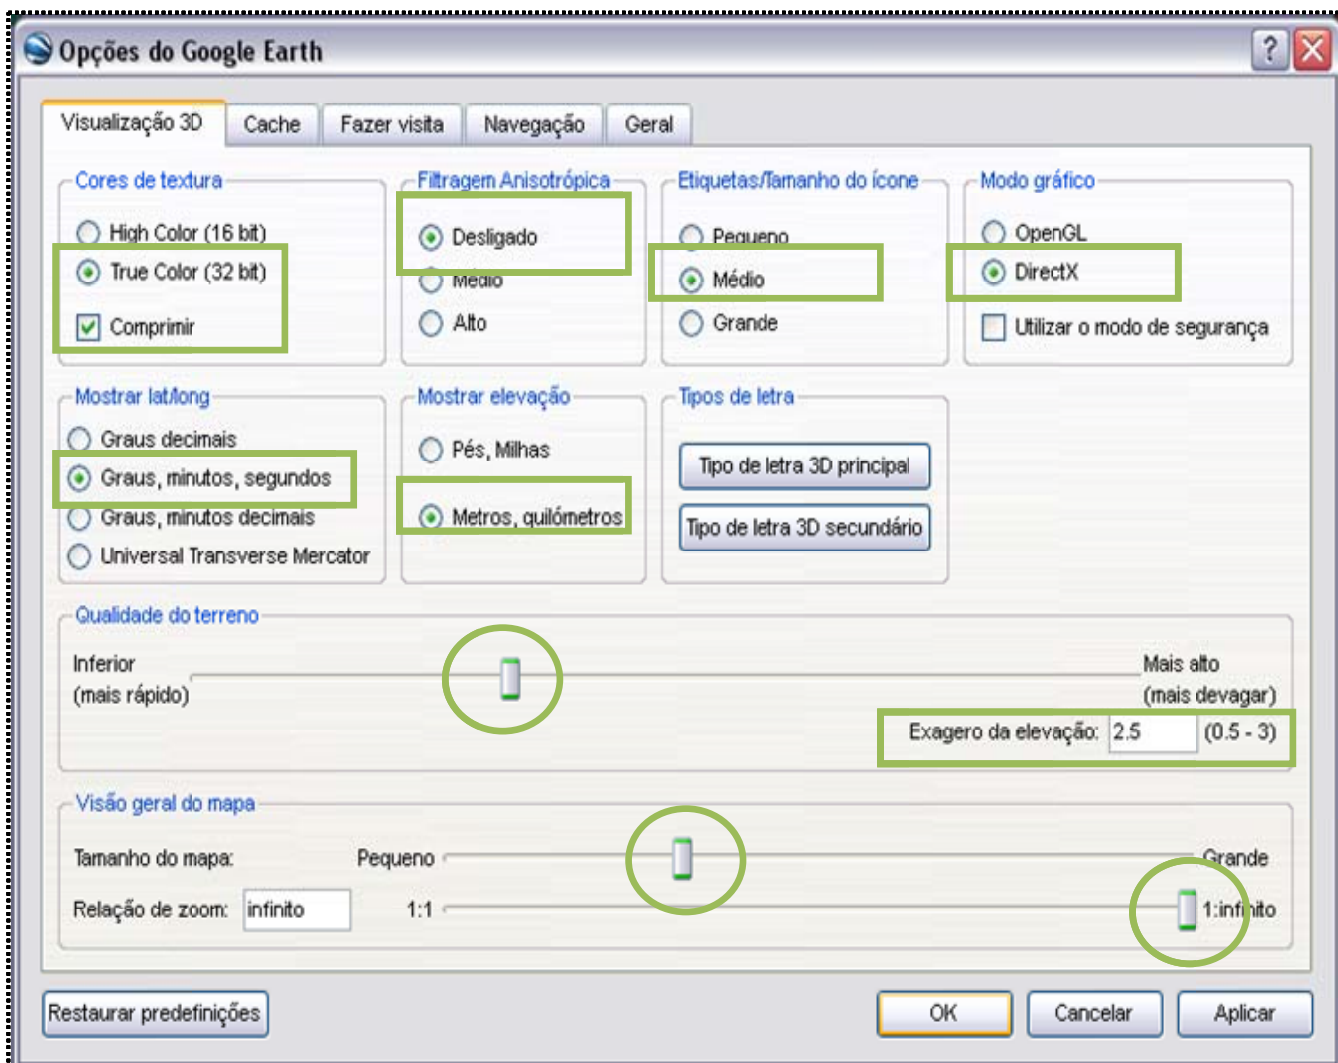 Opções do Google Earth
Visualização 3D
Cache
Fazer visita
Navegação
Geral
Cores de textura
High Color (16 bit)
True Color (32 bit)
Comprimir
Filtragem Anisotrópica
Desligado
Médio
Alto
Etiquetas/Tamanho do ícone
Pequeno
Médio
Grande
Modo gráfico
OpenGL
DirectX
Utilizar o modo de segurança
Mostrar lat/long
Graus decimais
Graus, minutos, segundos
Graus, minutos decimais
Universal Transverse Mercator
Mostrar elevação
Pés, Milhas
Metros, quilómetros
Tipos de letra
Tipo de letra 3D principal
Tipo de letra 3D secundário
Qualidade do terreno
Inferior
(mais rápido)
Mais alto
(mais devagar)
Exagero da elevação: 2.5 (0.5 - 3)
Visão geral do mapa
Tamanho do mapa: Pequeno Grande
Relação de zoom: infinito 1:1 1:infinito
Restaurar predefinições
OK
Cancelar
Aplicar